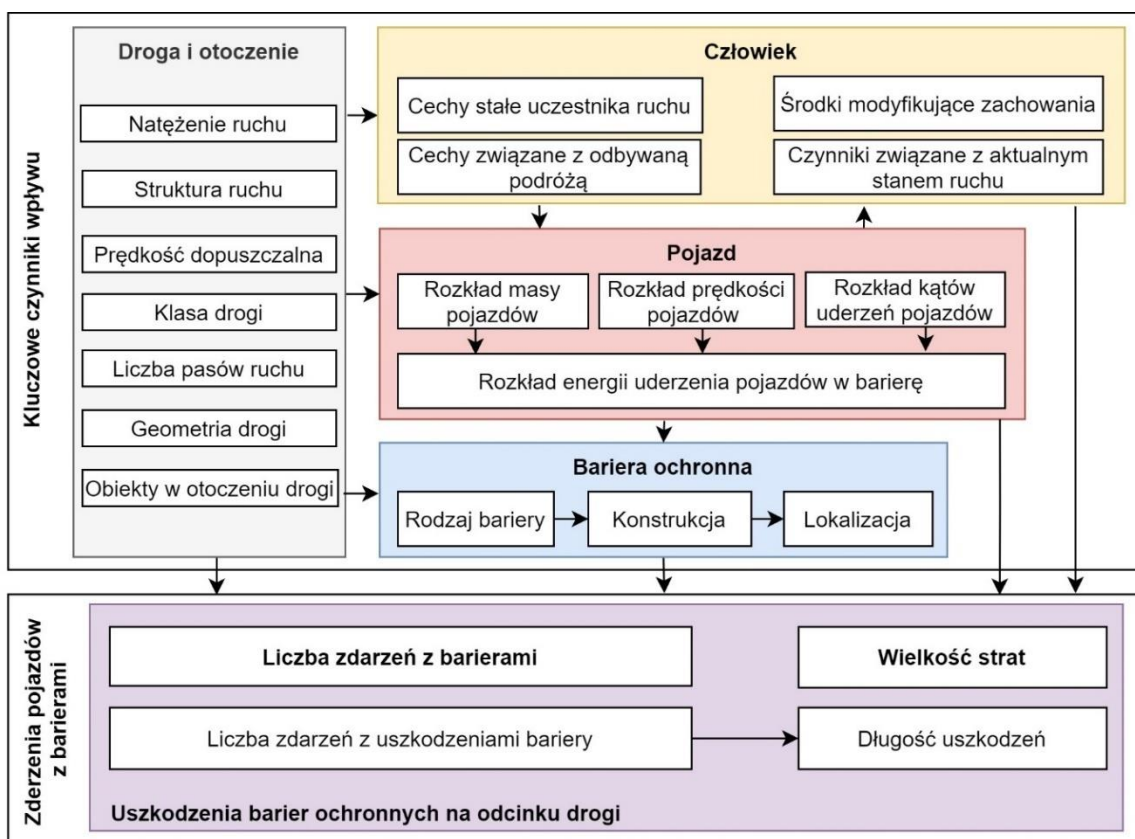 Kluczowe czynniki wpływu
Droga i otoczenie
Natężenie ruchu
Struktura ruchu
Prędkość dopuszczalna
Klasa drogi
Liczba pasów ruchu
Geometria drogi
Obiekty w otoczeniu drogi
Człowiek
Cechy stałe uczestnika ruchu
Środki modyfikujące zachowania
Cechy związane z odbywaną
podróżą
Czynniki związane z aktualnym
stanem ruchu
Pojazd
Rozkład masy
pojazdów
Rozkład prędkości
pojazdów
Rozkład kątów
uderzeń pojazdów
Rozkład energii uderzenia pojazdów w barierę
Bariera ochronna
Rodzaj bariery
Konstrukcja
Lokalizacja
Zderzenia pojazdów
z barierami
Liczba zdarzeń z barierami
Wielkość strat
Liczba zdarzeń z uszkodzeniami bariery
Długość uszkodzeń
Uszkodzenia barier ochronnych na odcinku drogi